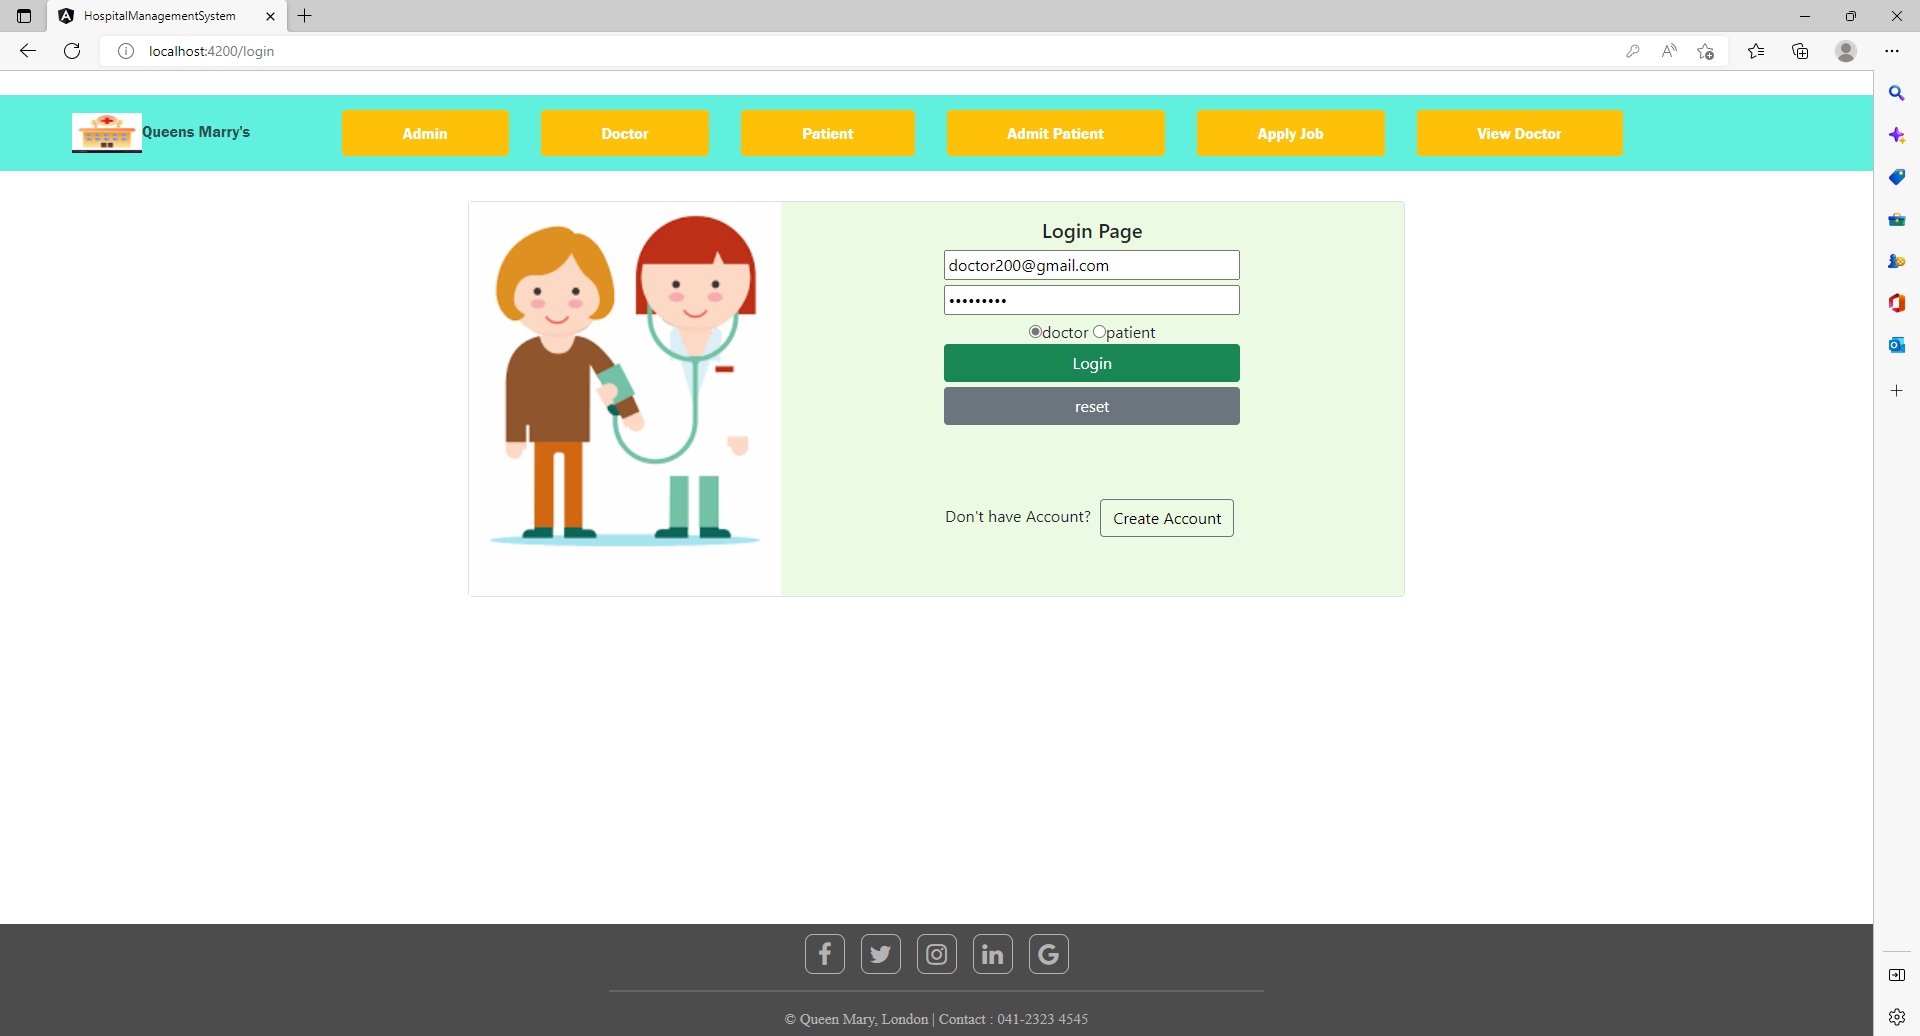 HospitalManagementSystem
localhost:4200/login
Queens Marry's
Admin
Doctor
Patient
Admit Patient
Apply Job
View Doctor
Login Page
doctor200@gmail.com
•••••••••
doctor patient
Login
reset
Don't have Account? Create Account
© Queen Mary, London | Contact : 041-2323 4545